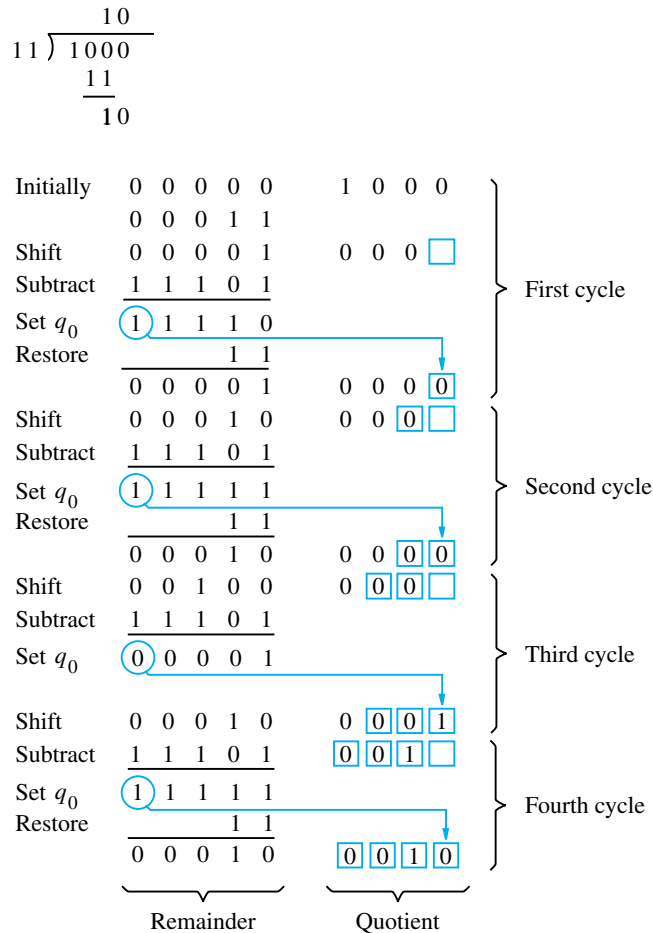 10
11 ) 1000
11
10
Initially 0 0 0 0 0 1 0 0 0
0 0 0 1 1
Shift 0 0 0 0 1 0 0 0
Subtract 1 1 1 0 1
First cycle
Set q0 1 1 1 1 0
Restore 1 1
0 0 0 0 1 0 0 0 0
Shift 0 0 0 1 0 0 0 0
Subtract 1 1 1 0 1
Set q0 1 1 1 1 1
Second cycle
Restore 1 1
0 0 0 1 0 0 0 0 0
Shift 0 0 1 0 0 0 0 0
Subtract 1 1 1 0 1
Set q0 0 0 0 0 1
Third cycle
Shift 0 0 0 1 0 0 0 0 1
Subtract 1 1 1 0 1 0 0 1
Set q0 1 1 1 1 1
Fourth cycle
Restore 1 1
0 0 0 1 0 0 0 1 0
Remainder Quotient